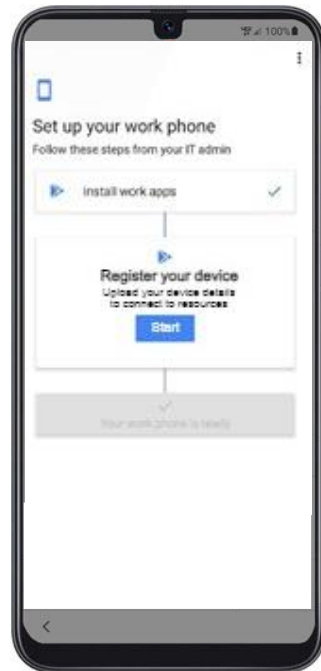 100%
Set up your work phone
Follow these steps from your IT admin
Install work apps
Register your device
Upload your device details
to connect to resources
Start
Your work phone is ready